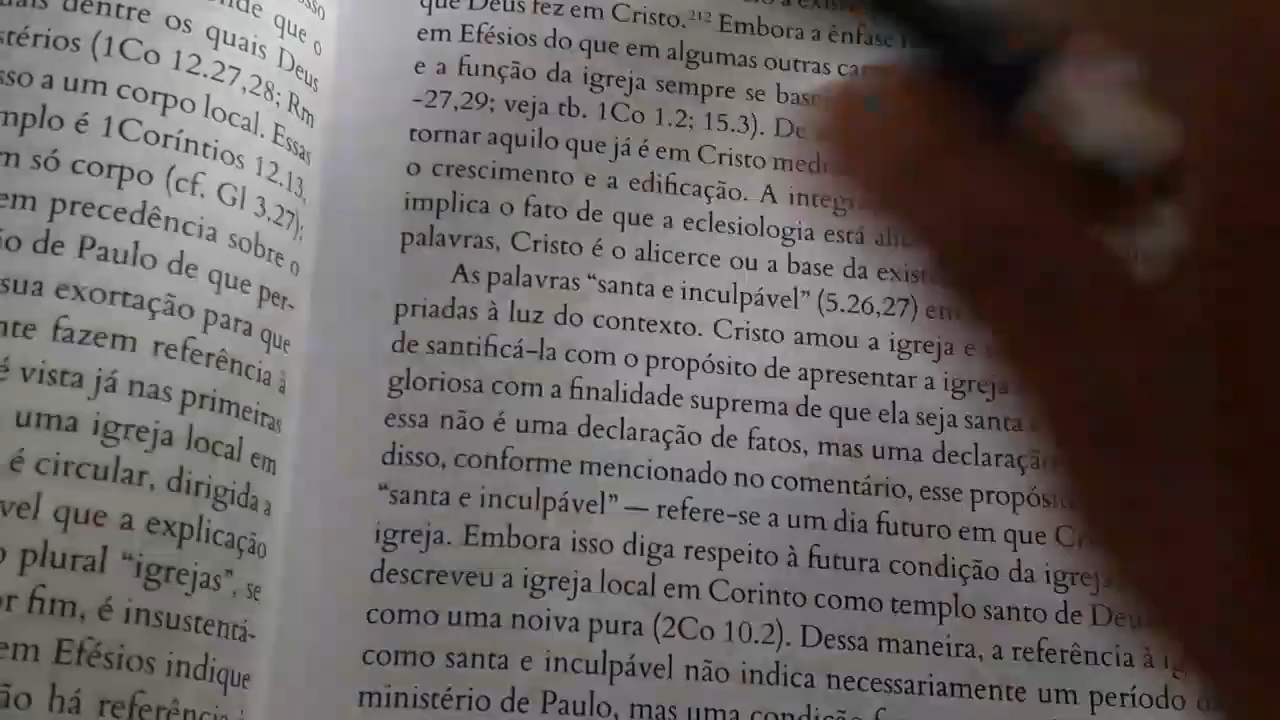 dentre os quais Deus
(1Co 12.27,28; Rm
a um corpo local. Essas
é 1Coríntios 12.13,
só corpo (cf. Gl 3.27);
em precedência sobre o
de Paulo de que per-
sua exortação para que
fazem referência à
é vista já nas primeiras
uma igreja local em
é circular, dirigida a
que a explicação
plural “igrejas”, se
fim, é insustentá-
em Efésios indique
há referência
que Deus fez em Cristo.²¹² Embora a ênfase
em Efésios do que em algumas outras
e a função da igreja sempre se
-27,29; veja tb. 1Co 1.2; 15.3).
tornar aquilo que já é em Cristo
o crescimento e a edificação. A
implica o fato de que a eclesiologia está
palavras, Cristo é o alicerce ou a base da
As palavras “santa e inculpável” (5.26,27)
priadas à luz do contexto. Cristo amou a igreja e
de santificá-la com o propósito de apresentar a igreja
gloriosa com a finalidade suprema de que ela seja santa
essa não é uma declaração de fatos, mas uma declaração
disso, conforme mencionado no comentário, esse
“santa e inculpável” — refere-se a um dia futuro em que
igreja. Embora isso diga respeito à futura condição da
descreveu a igreja local em Corinto como templo santo de Deus
como uma noiva pura (2Co 10.2). Dessa maneira, a referência à
como santa e inculpável não indica necessariamente um período
ministério de Paulo, mas uma condição